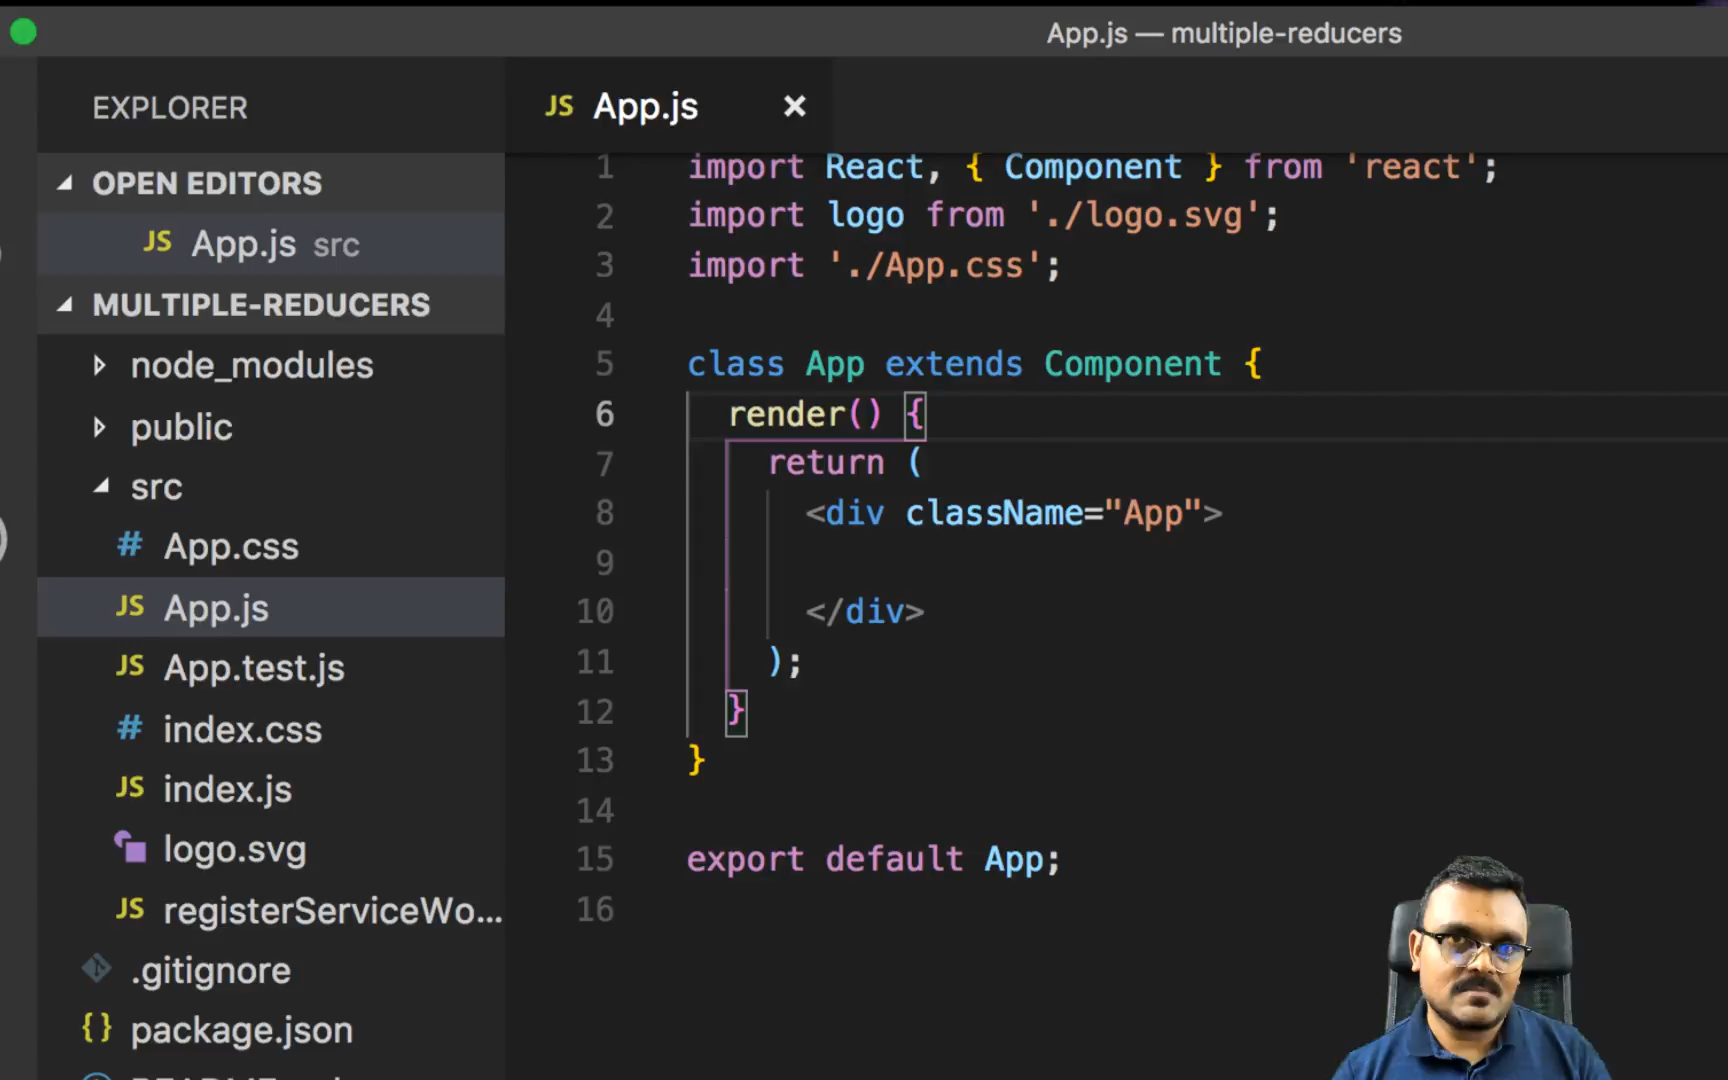 App.js — multiple-reducers
EXPLORER
OPEN EDITORS
JS App.js src
MULTIPLE-REDUCERS
node_modules
public
src
# App.css
JS App.js
JS App.test.js
# index.css
JS index.js
logo.svg
JS registerServiceWo...
.gitignore
{} package.json
JS App.js ×
1 import React, { Component } from 'react';
2 import logo from './logo.svg';
3 import './App.css';
4
5 class App extends Component {
6 render() {
7 return (
8 <div className="App">
9
10 </div>
11 );
12 }
13 }
14
15 export default App;
16